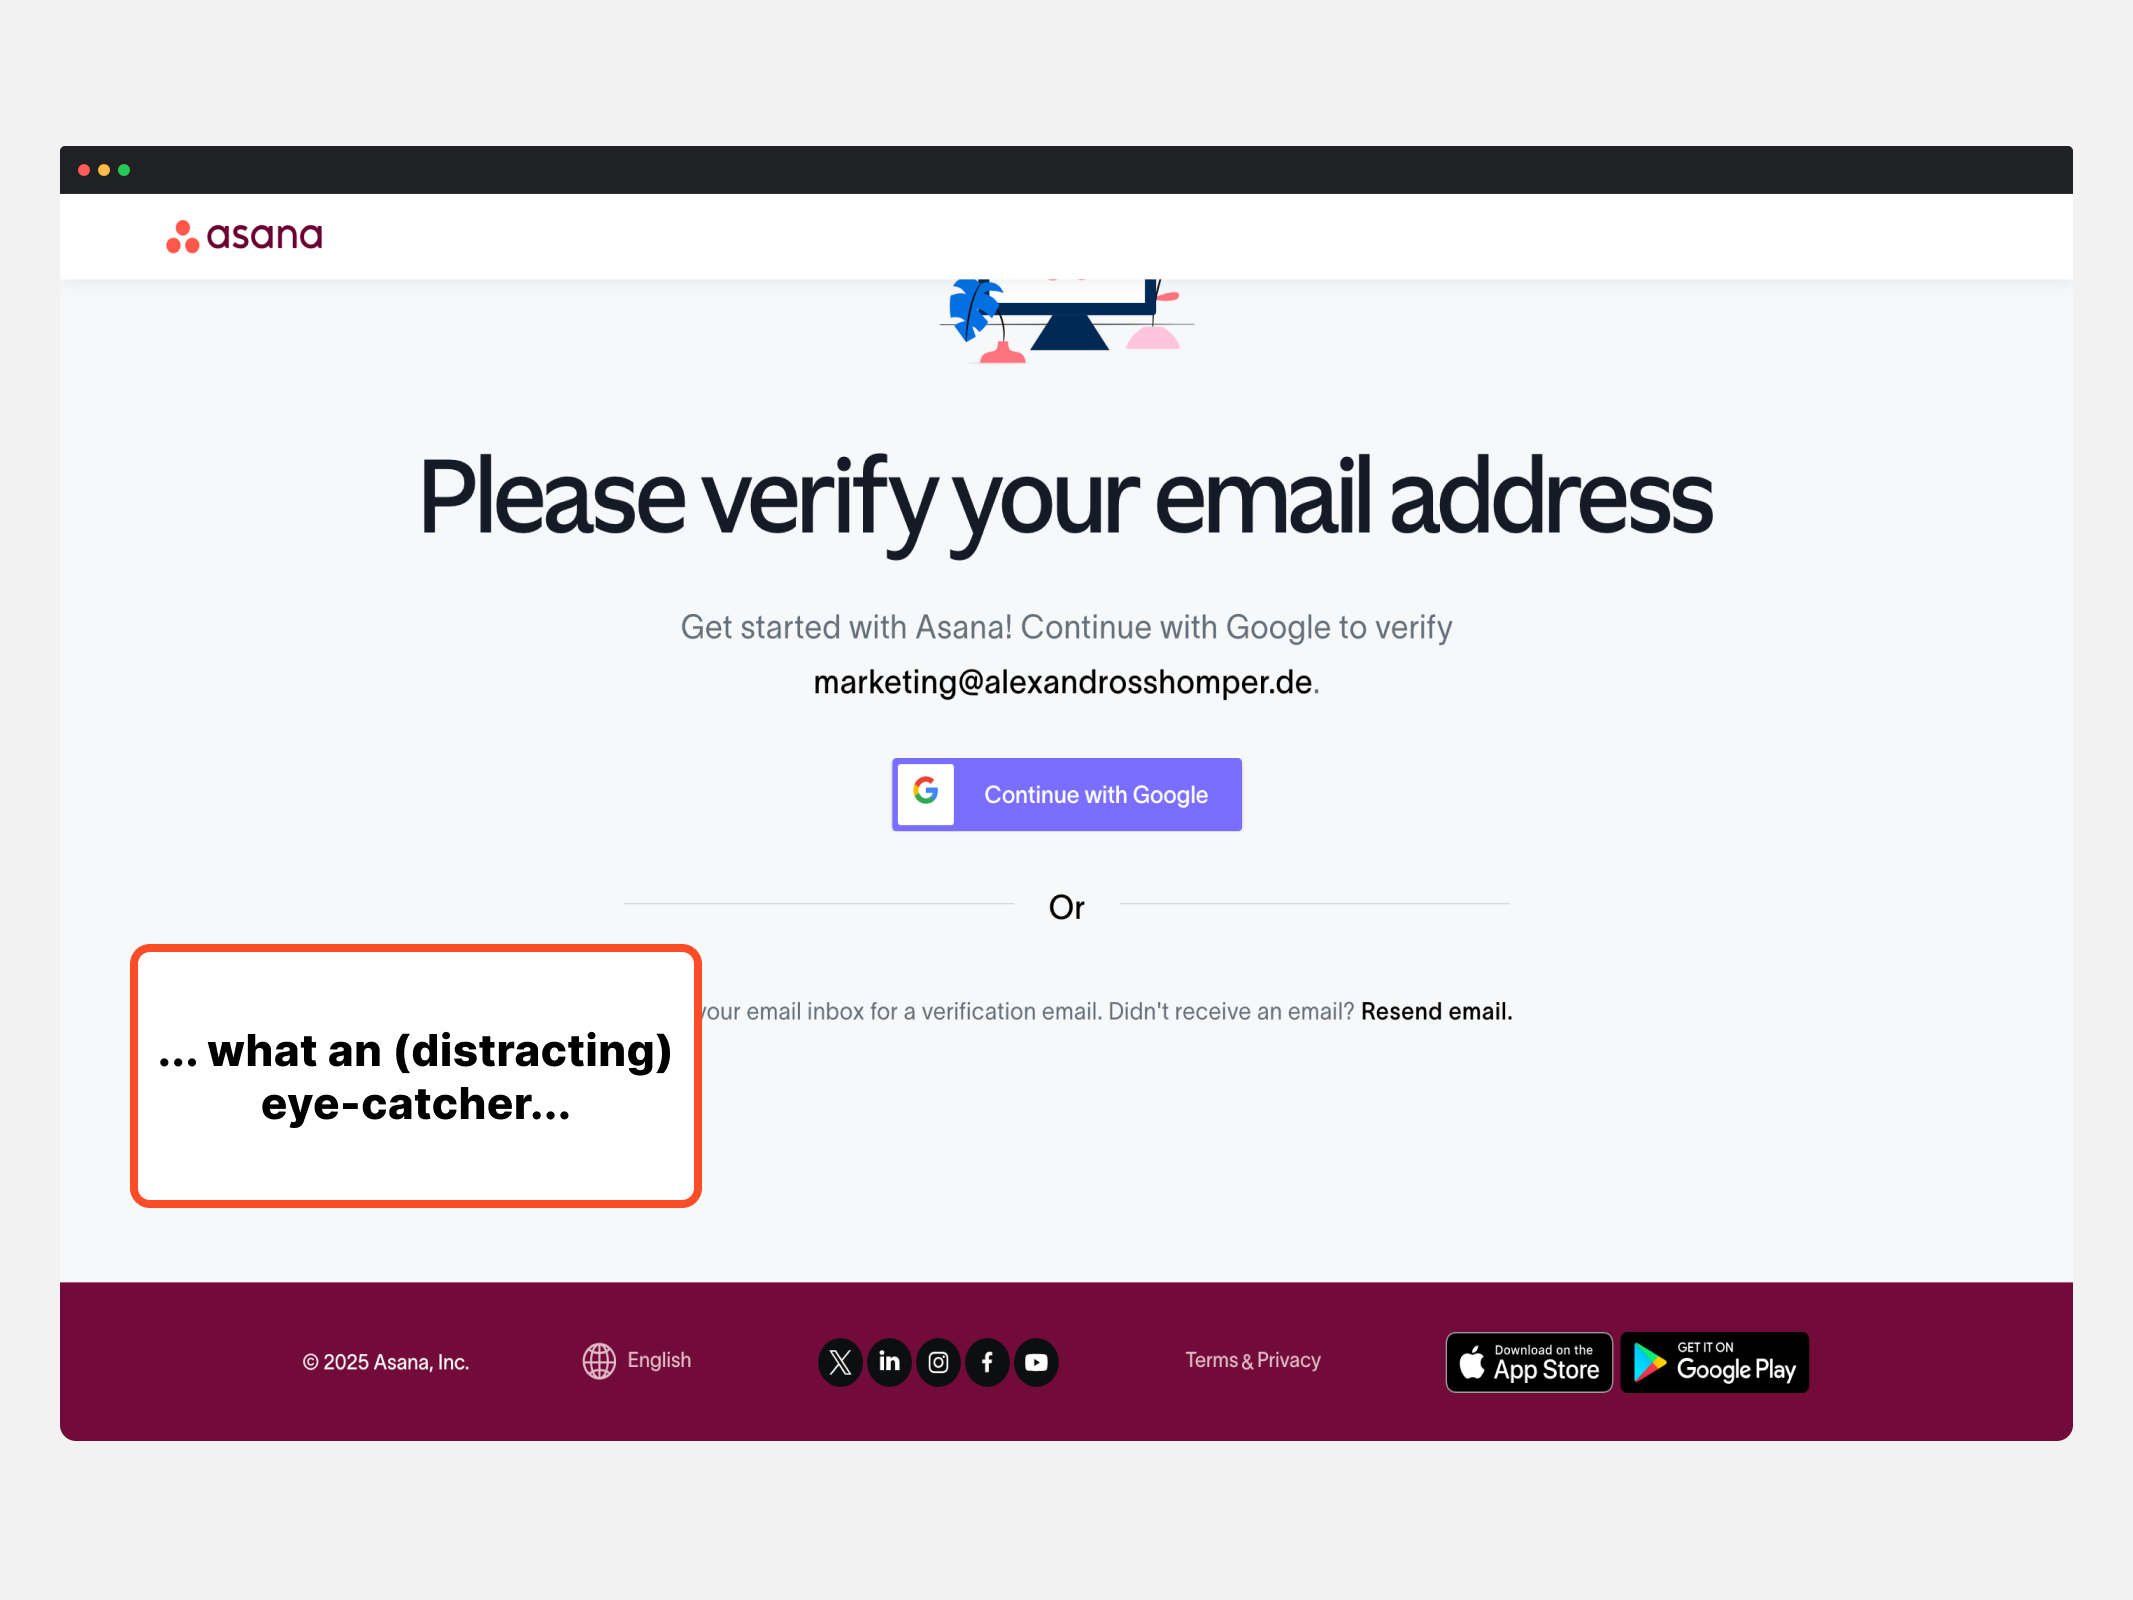 asana
Please verify your email address
Get started with Asana! Continue with Google to verify
marketing@alexandrosshomper.de.
Continue with Google
Or
your email inbox for a verification email. Didn't receive an email? Resend email.
... what an (distracting)
eye-catcher...
© 2025 Asana, Inc.
English
Terms & Privacy
Download on the
App Store
GET IT ON
Google Play